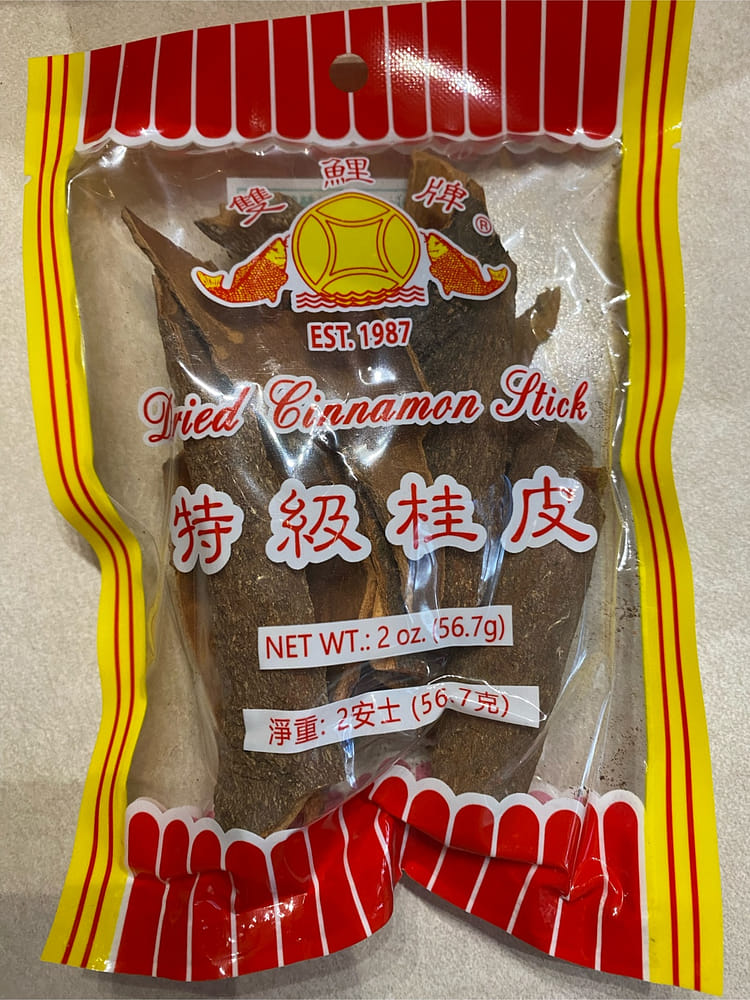 雙鯉牌
®
EST. 1987
Dried Cinnamon Stick
特級桂皮
NET WT.: 2 oz. (56.7g)
淨重: 2安士 (56.7克)